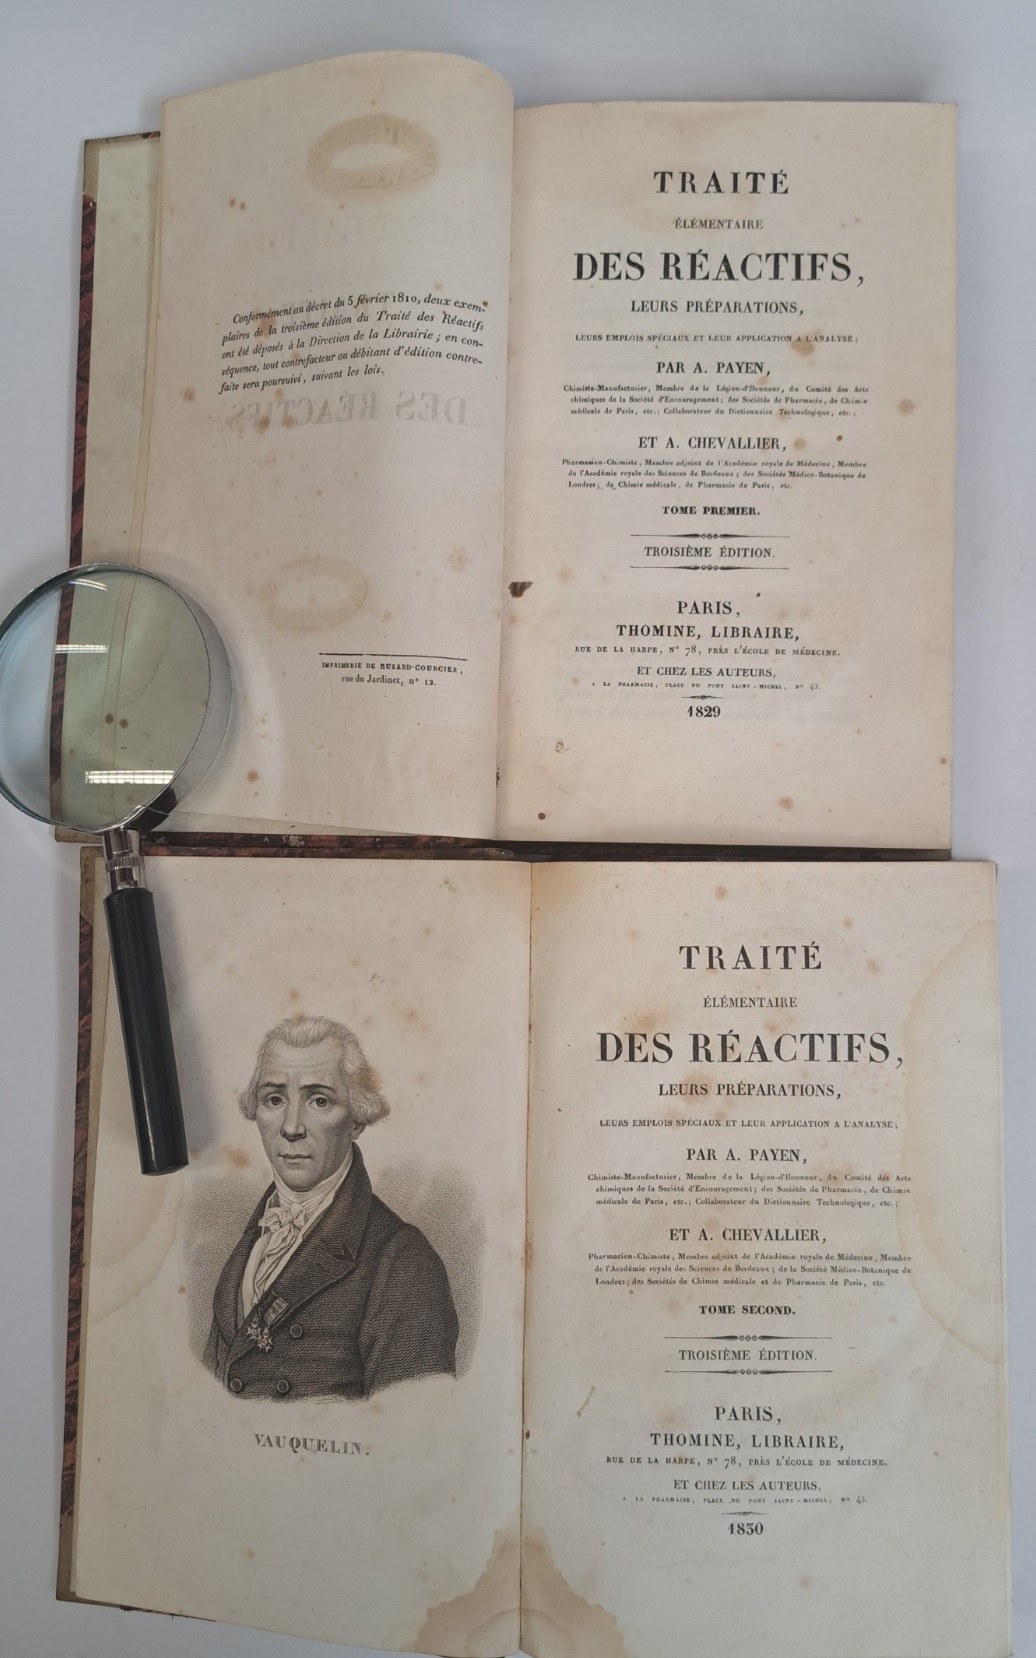 Conformément au décret du 5 février 1810, deux exem-
plaires de la troisième édition du Traité des Réactifs
ont été déposés à la Direction de la Librairie ; en con-
séquence, tout contrefacteur ou débitant d'édition contre-
faite sera poursuivi, suivant les lois.
DES RÉACTIFS
IMPRIMERIE DE HUZARD-COURCIER,
rue du Jardinet, n° 12.
TRAITÉ
ÉLÉMENTAIRE
DES RÉACTIFS,
LEURS PRÉPARATIONS,
LEURS EMPLOIS SPÉCIAUX ET LEUR APPLICATION A L'ANALYSE ;
PAR A. PAYEN,
Chimiste-Manufacturier, Membre de la Légion-d'Honneur, du Comité des Arts
chimiques de la Société d'Encouragement ; des Sociétés de Pharmacie, de Chimie
médicale de Paris, etc. ; Collaborateur du Dictionnaire Technologique, etc. ;
ET A. CHEVALLIER,
Pharmacien-Chimiste, Membre adjoint de l'Académie royale de Médecine, Membre
de l'Académie royale des Sciences de Bordeaux ; des Sociétés Médico-Botanique de
Londres ; de Chimie médicale, de Pharmacie de Paris, etc.
TOME PREMIER.
TROISIÈME ÉDITION.
PARIS,
THOMINE, LIBRAIRE,
RUE DE LA HARPE, N° 78, PRÈS L'ÉCOLE DE MÉDECINE.
ET CHEZ LES AUTEURS,
A LA PHARMACIE, PLACE DU PONT SAINT-MICHEL, N° 43.
1829
VAUQUELIN.
TRAITÉ
ÉLÉMENTAIRE
DES RÉACTIFS,
LEURS PRÉPARATIONS,
LEURS EMPLOIS SPÉCIAUX ET LEUR APPLICATION A L'ANALYSE ;
PAR A. PAYEN,
Chimiste-Manufacturier, Membre de la Légion-d'Honneur, du Comité des Arts
chimiques de la Société d'Encouragement ; des Sociétés de Pharmacie, de Chimie
médicale de Paris, etc. ; Collaborateur du Dictionnaire Technologique, etc. ;
ET A. CHEVALLIER,
Pharmacien-Chimiste, Membre adjoint de l'Académie royale de Médecine, Membre
de l'Académie royale des Sciences de Bordeaux ; de la Société Médico-Botanique de
Londres ; des Sociétés de Chimie médicale et de Pharmacie de Paris, etc.
TOME SECOND.
TROISIÈME ÉDITION.
PARIS,
THOMINE, LIBRAIRE,
RUE DE LA HARPE, N° 78, PRÈS L'ÉCOLE DE MÉDECINE.
ET CHEZ LES AUTEURS,
A LA PHARMACIE, PLACE DU PONT SAINT-MICHEL, N° 43.
1830